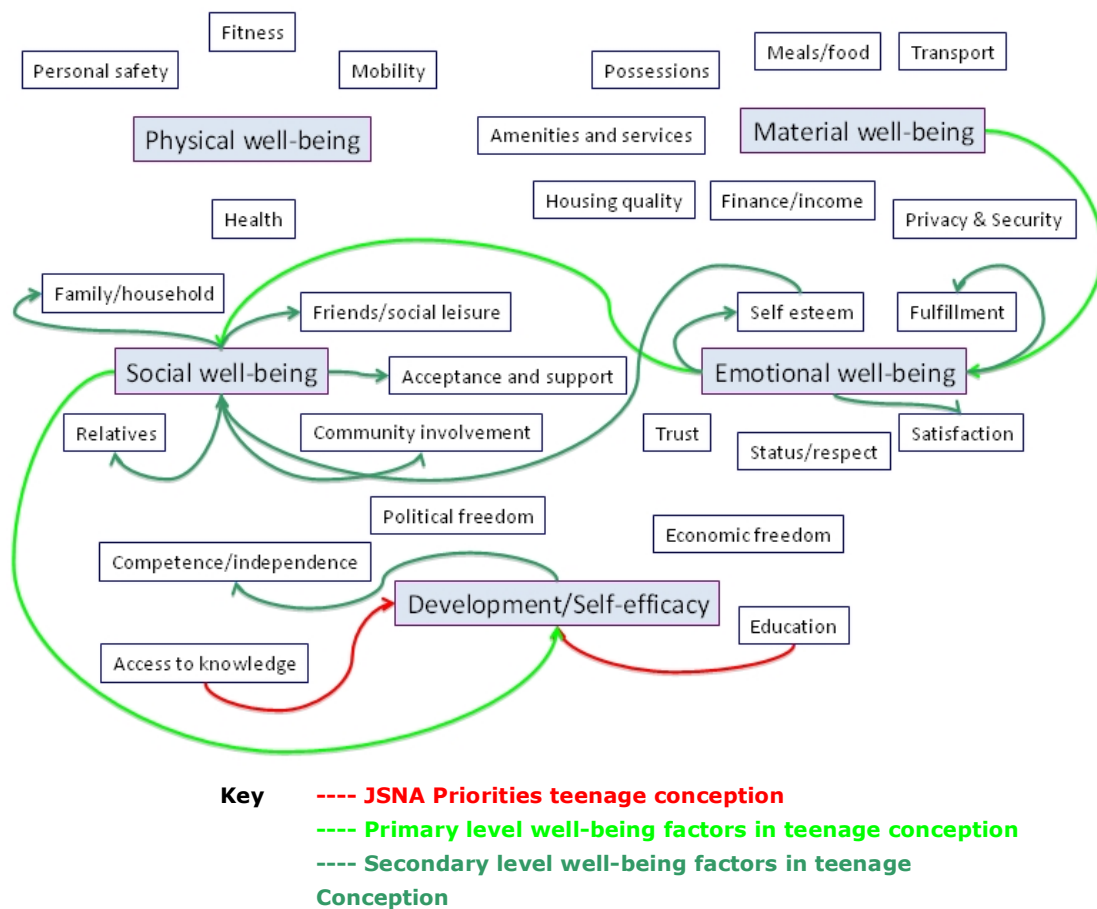 Fitness
Personal safety
Mobility
Possessions
Meals/food
Transport
Physical well-being
Amenities and services
Material well-being
Health
Housing quality
Finance/income
Privacy & Security
Family/household
Friends/social leisure
Self esteem
Fulfillment
Social well-being
Acceptance and support
Emotional well-being
Relatives
Community involvement
Trust
Status/respect
Satisfaction
Political freedom
Economic freedom
Competence/independence
Development/Self-efficacy
Education
Access to knowledge
Key
---- JSNA Priorities teenage conception
---- Primary level well-being factors in teenage conception
---- Secondary level well-being factors in teenage
Conception